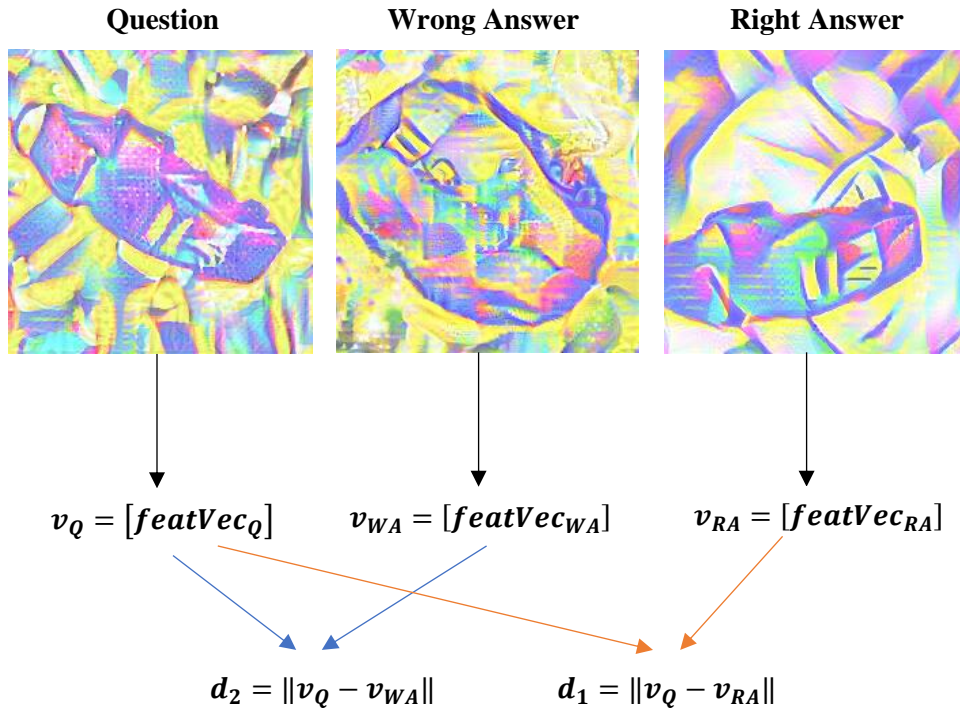 Question Wrong Answer Right Answer
v_Q = [featVec_Q] v_WA = [featVec_WA] v_RA = [featVec_RA]
d_2 = ‖v_Q − v_WA‖ d_1 = ‖v_Q − v_RA‖